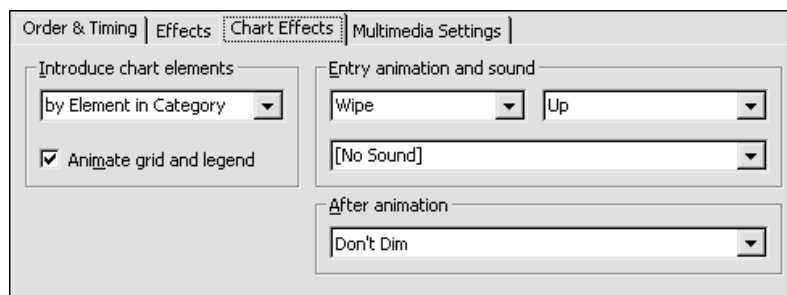 Order & Timing Effects Chart Effects Multimedia Settings
Introduce chart elements
by Element in Category
Animate grid and legend
Entry animation and sound
Wipe Up
[No Sound]
After animation
Don't Dim